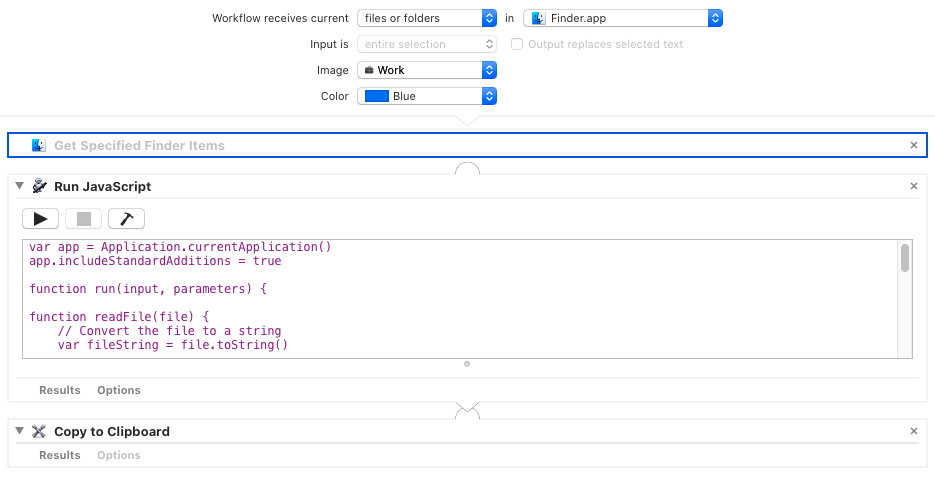 Workflow receives current files or folders in Finder.app
Input is entire selection Output replaces selected text
Image Work
Color Blue
Get Specified Finder Items
Run JavaScript
var app = Application.currentApplication()
app.includeStandardAdditions = true
function run(input, parameters) {
function readFile(file) {
// Convert the file to a string
var fileString = file.toString()
Results Options
Copy to Clipboard
Results Options